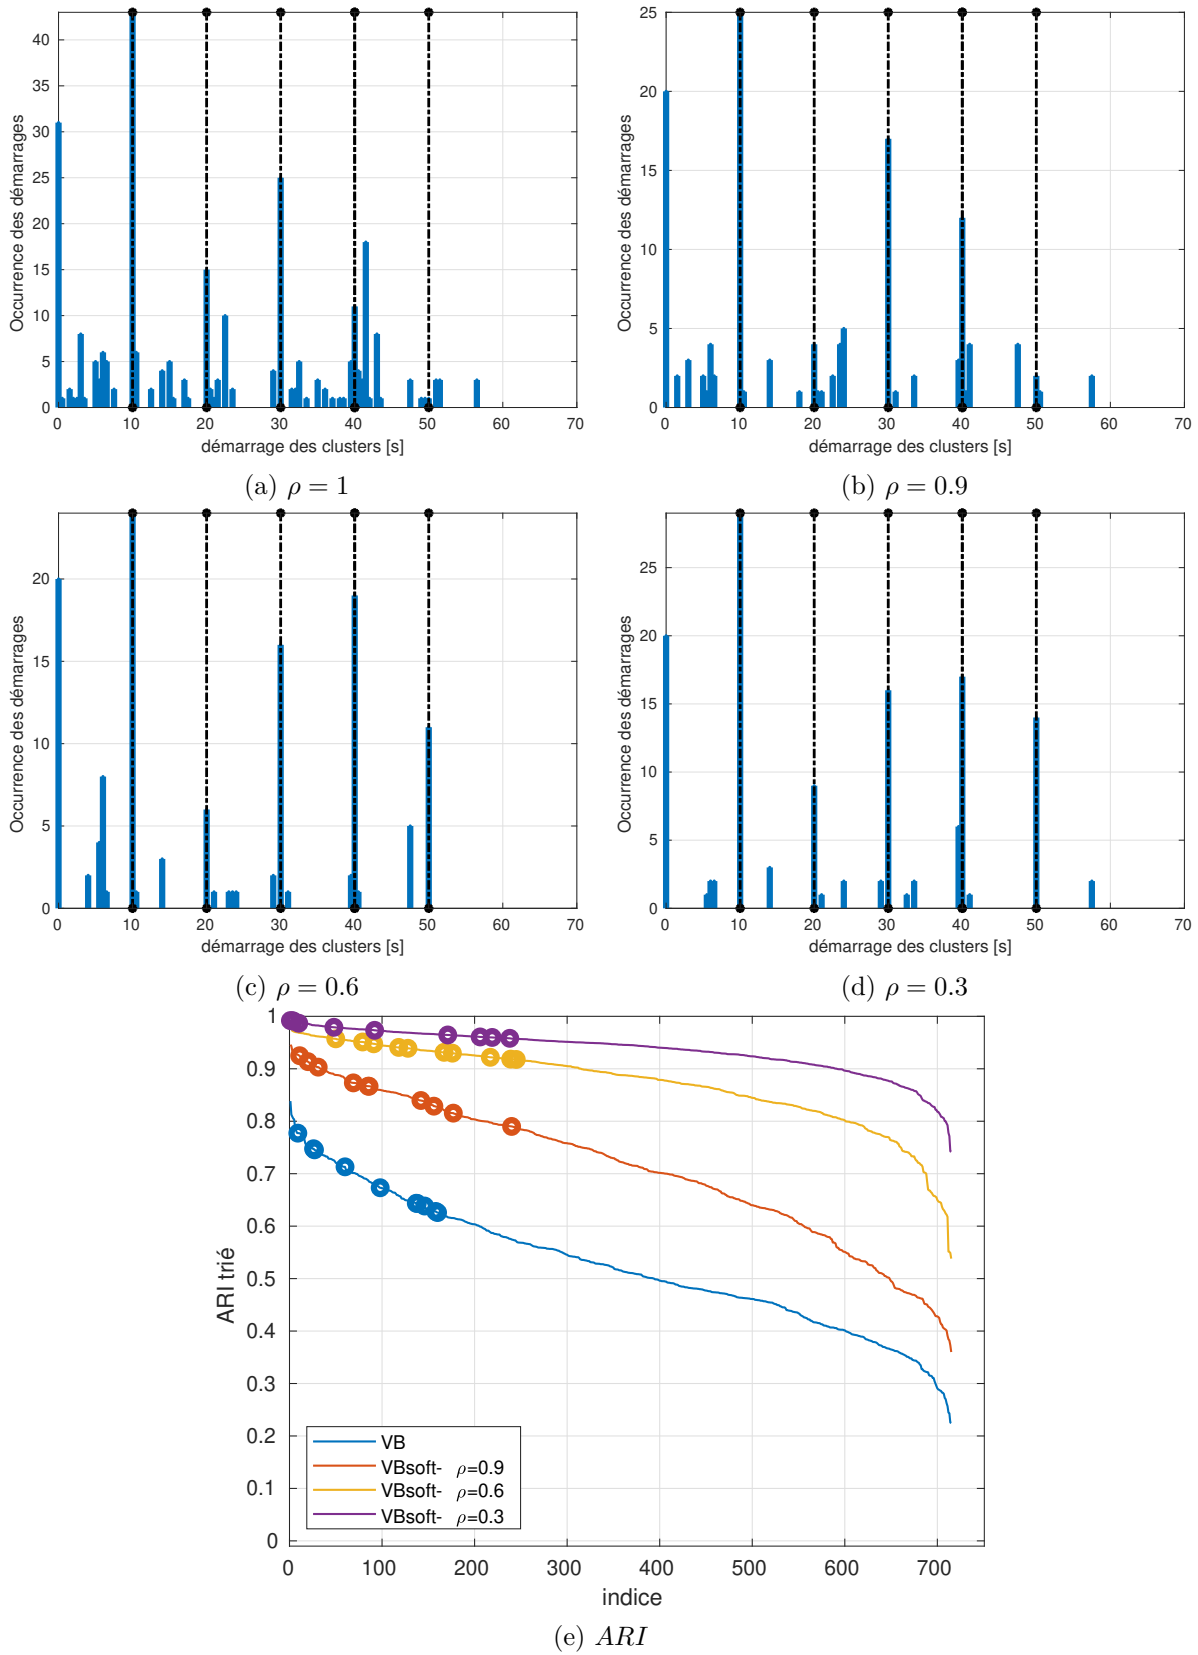 40
35
30
25
20
15
10
5
0
Occurrence des démarrages
0 10 20 30 40 50 60 70
démarrage des clusters [s]
(a) ρ = 1
25
20
15
10
5
0
Occurrence des démarrages
0 10 20 30 40 50 60 70
démarrage des clusters [s]
(b) ρ = 0.9
20
15
10
5
0
Occurrence des démarrages
0 10 20 30 40 50 60 70
démarrage des clusters [s]
(c) ρ = 0.6
25
20
15
10
5
0
Occurrence des démarrages
0 10 20 30 40 50 60 70
démarrage des clusters [s]
(d) ρ = 0.3
1
0.9
0.8
0.7
0.6
0.5
0.4
0.3
0.2
0.1
0
ARI trié
VB
VBsoft- ρ=0.9
VBsoft- ρ=0.6
VBsoft- ρ=0.3
0 100 200 300 400 500 600 700
indice
(e) ARI